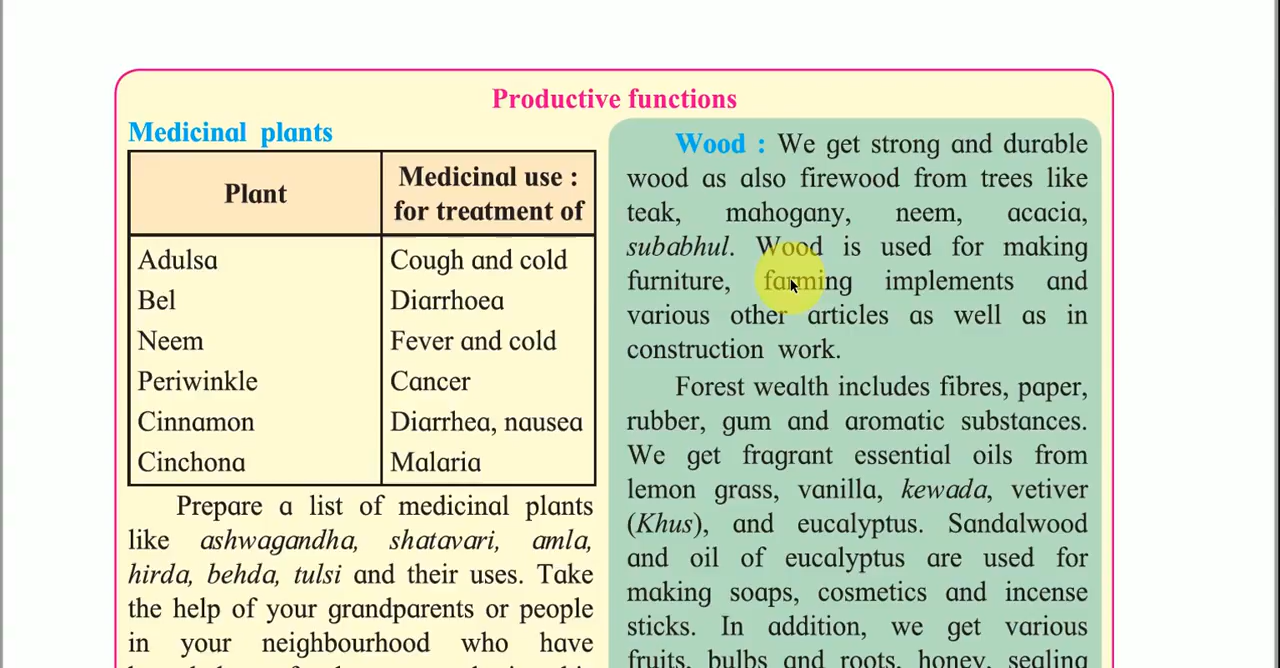 Productive functions
Medicinal plants
Plant
Medicinal use :
for treatment of
Adulsa
Cough and cold
Bel
Diarrhoea
Neem
Fever and cold
Periwinkle
Cancer
Cinnamon
Diarrhea, nausea
Cinchona
Malaria
Prepare a list of medicinal plants
like ashwagandha, shatavari, amla,
hirda, behda, tulsi and their uses. Take
the help of your grandparents or people
in your neighbourhood who have
Wood : We get strong and durable
wood as also firewood from trees like
teak, mahogany, neem, acacia,
subabhul. Wood is used for making
furniture, farming implements and
various other articles as well as in
construction work.
Forest wealth includes fibres, paper,
rubber, gum and aromatic substances.
We get fragrant essential oils from
lemon grass, vanilla, kewada, vetiver
(Khus), and eucalyptus. Sandalwood
and oil of eucalyptus are used for
making soaps, cosmetics and incense
sticks. In addition, we get various
fruits, bulbs and roots, honey, sealing